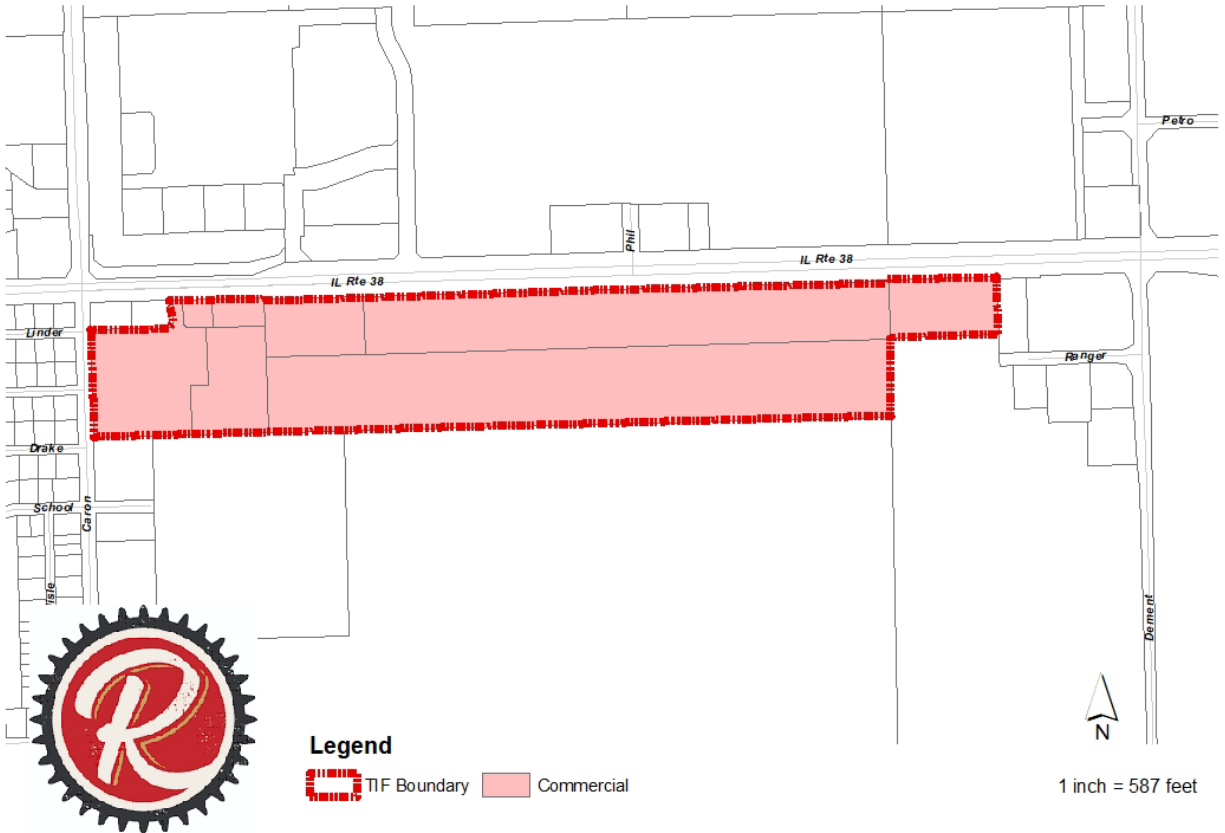 Petro
Phil
IL Rte 38
IL Rte 38
Linder
Ranger
Drake
School
Caron
Dement
R
N
Legend
TIF Boundary
Commercial
1 inch = 587 feet